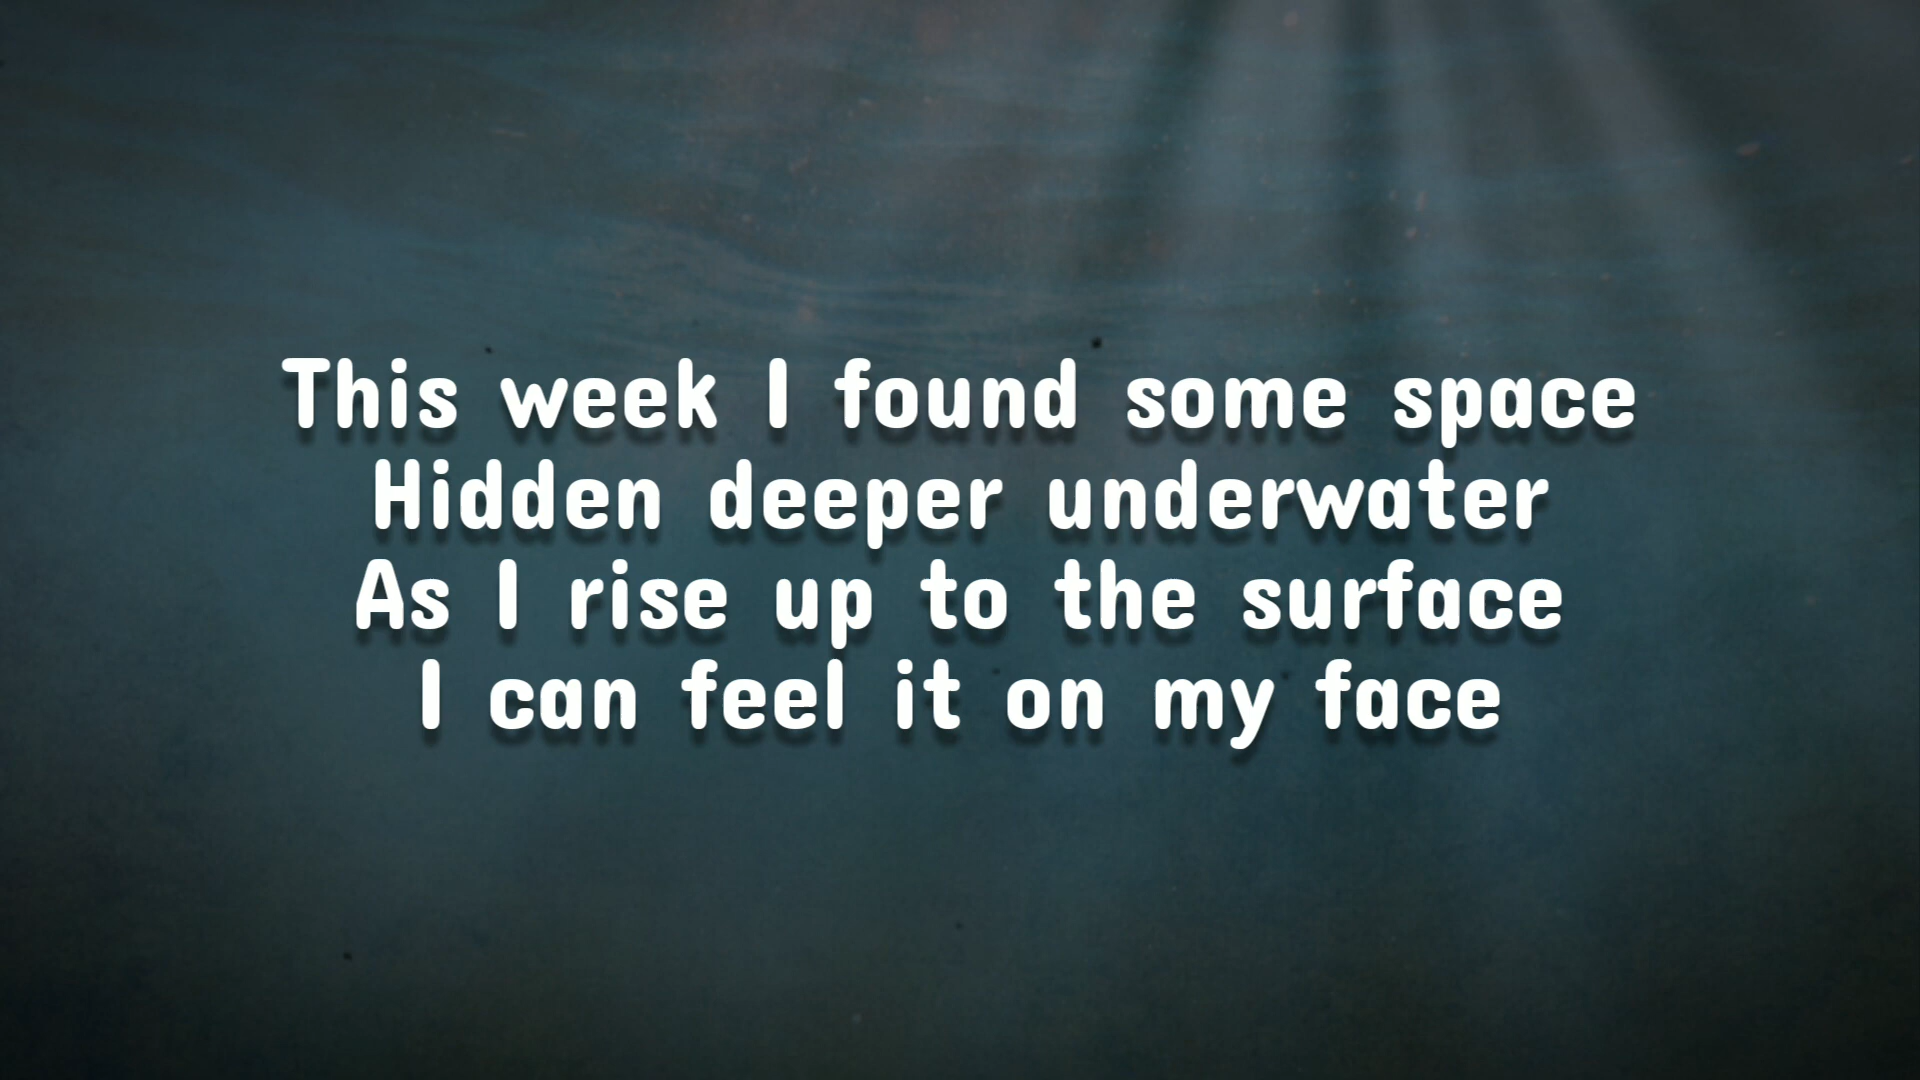 This week I found some space
Hidden deeper underwater
As I rise up to the surface
I can feel it on my face